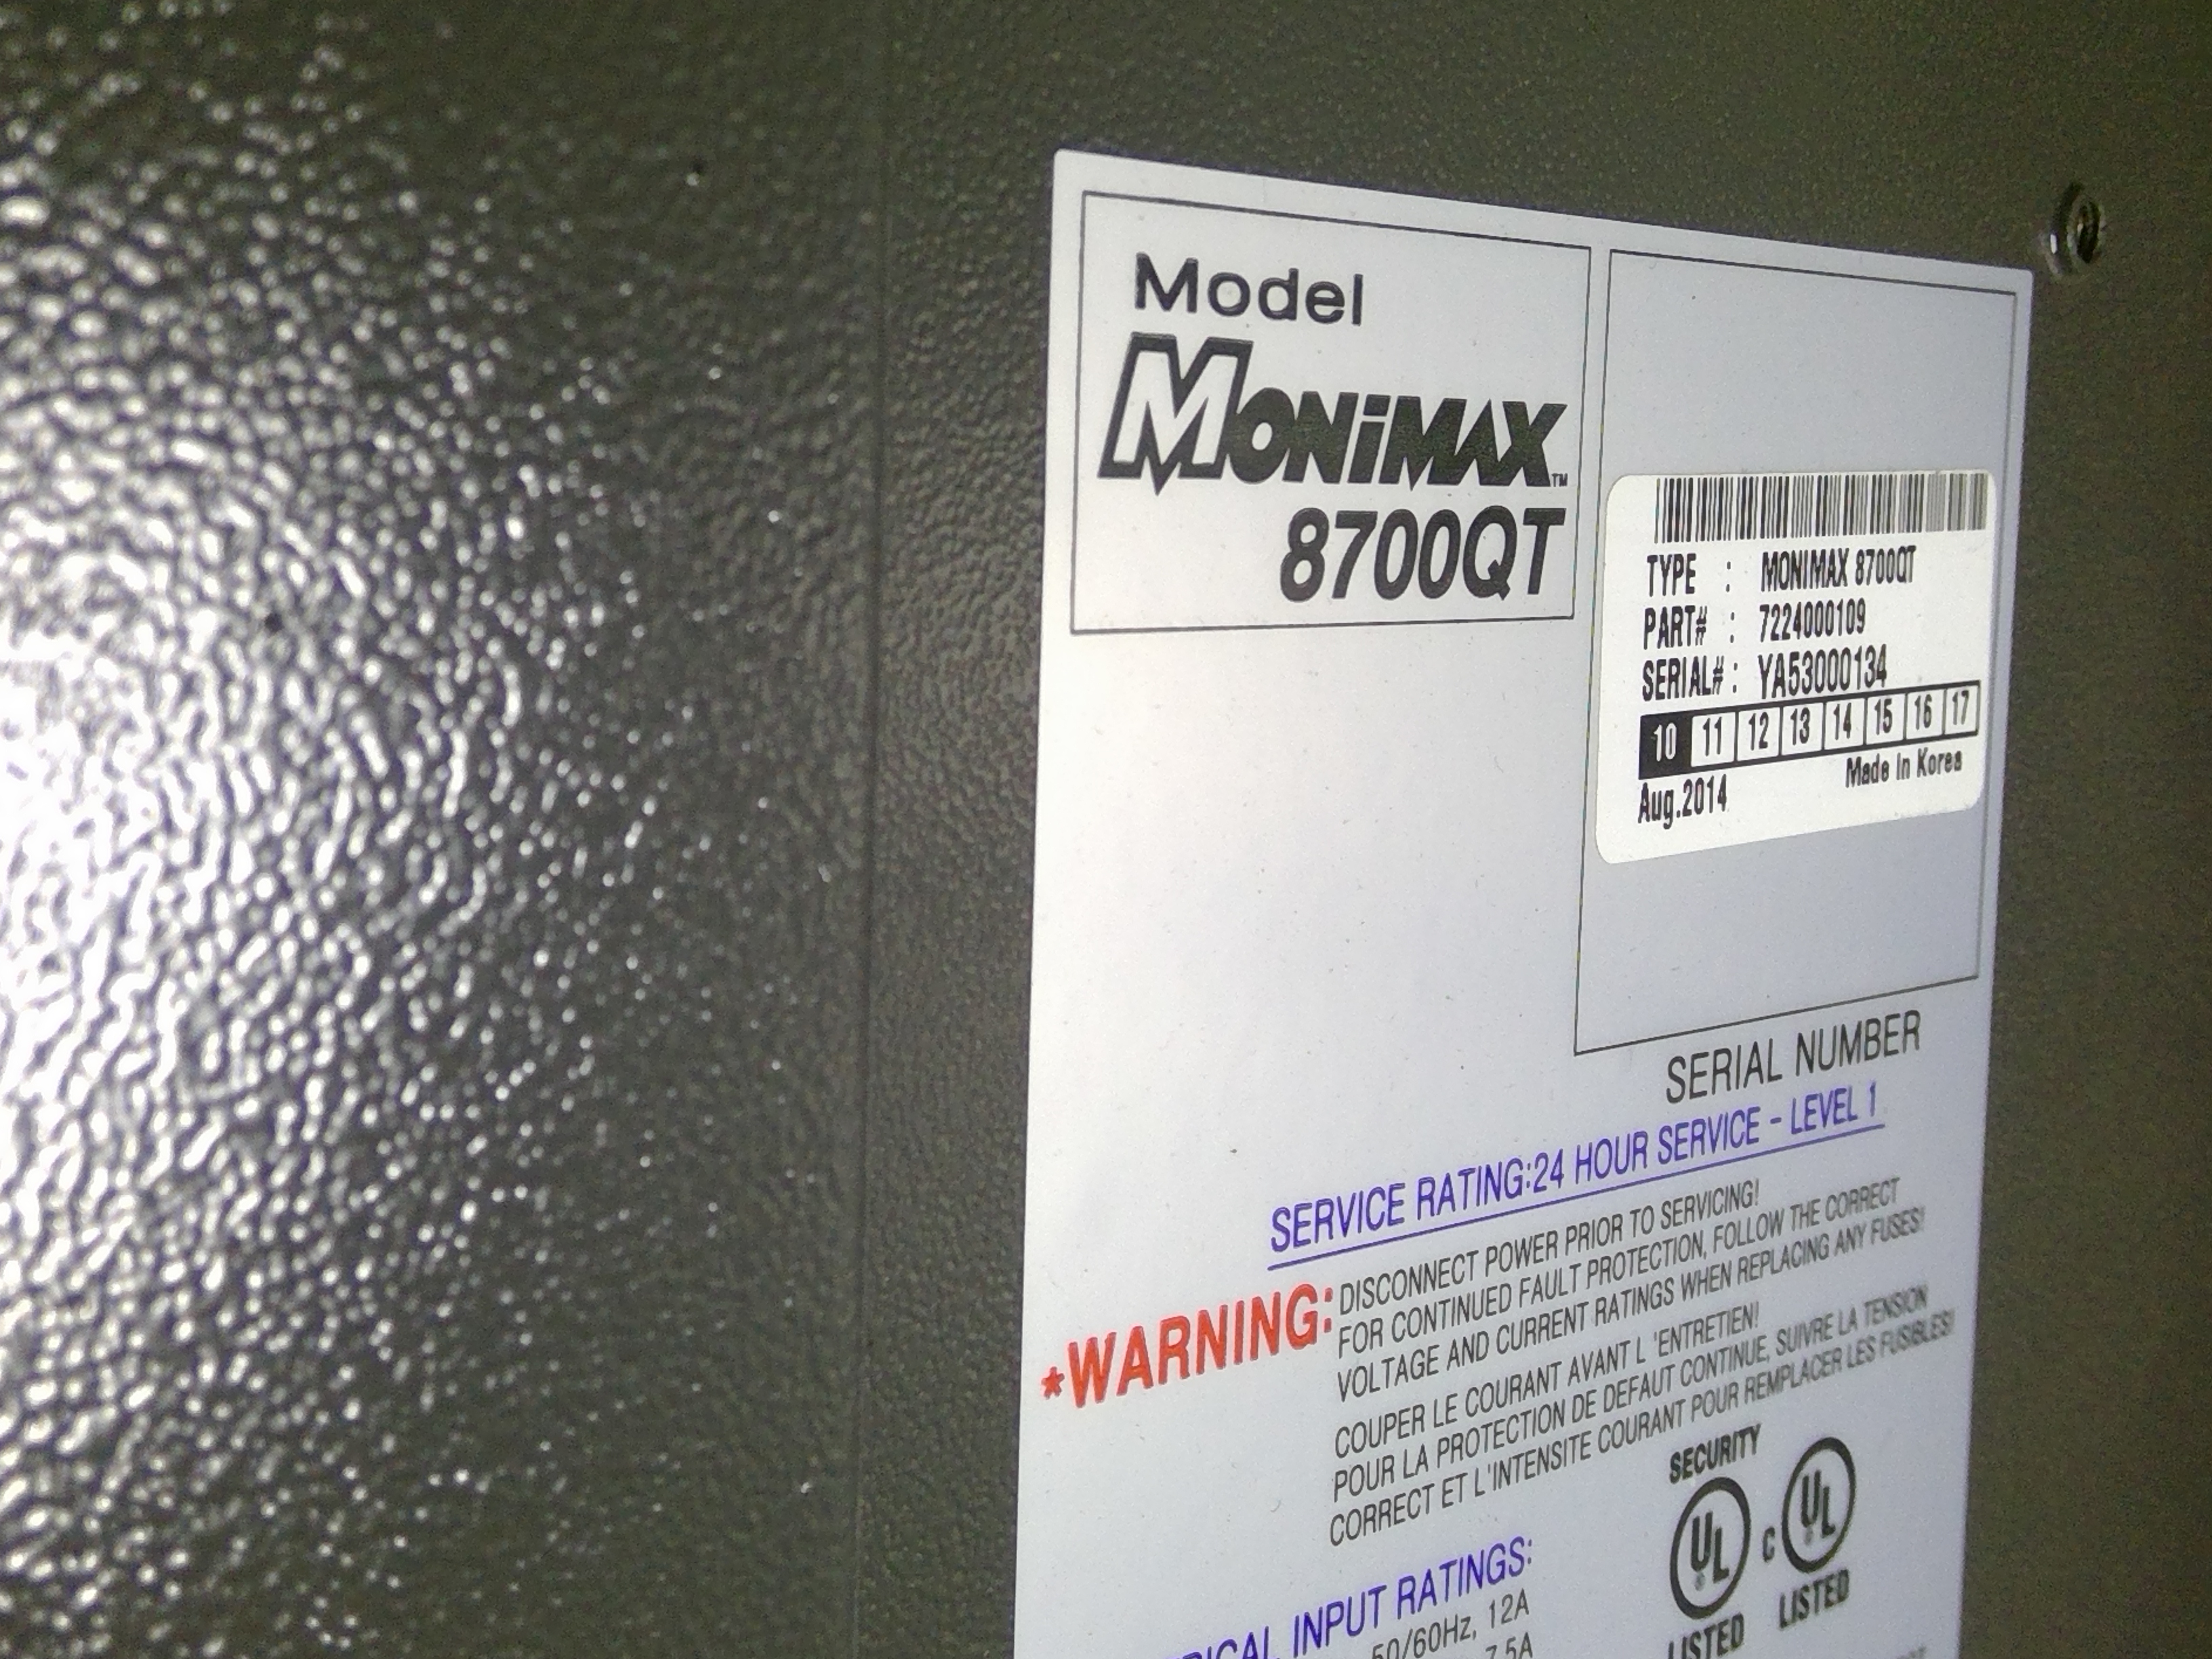 Model
MONiMAX™
8700QT
TYPE : MONIMAX 8700QT
PART# : 7224000109
SERIAL# : YA53000134
10 11 12 13 14 15 16 17
Aug.2014 Made In Korea
SERIAL NUMBER
SERVICE RATING:24 HOUR SERVICE - LEVEL 1
*WARNING: DISCONNECT POWER PRIOR TO SERVICING!
FOR CONTINUED FAULT PROTECTION, FOLLOW THE CORRECT
VOLTAGE AND CURRENT RATINGS WHEN REPLACING ANY FUSES!
COUPER LE COURANT AVANT L 'ENTRETIEN!
POUR LA PROTECTION DE DEFAUT CONTINUE, SUIVRE LA TENSION
CORRECT ET L'INTENSITE COURANT POUR REMPLACER LES FUSIBLES!
SECURITY
UL® C UL®
LISTED LISTED
INPUT RATINGS:
50/60Hz, 12A
7.5A